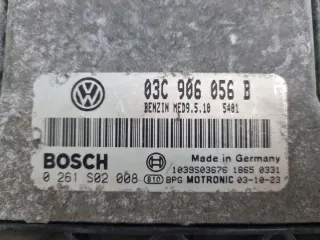 03C 906 056 B
BENZIN MED9.5.10 5401
BOSCH
Made in Germany
1039S03676 1865 0331
0 261 S02 008 BPG MOTRONIC 03-10-23